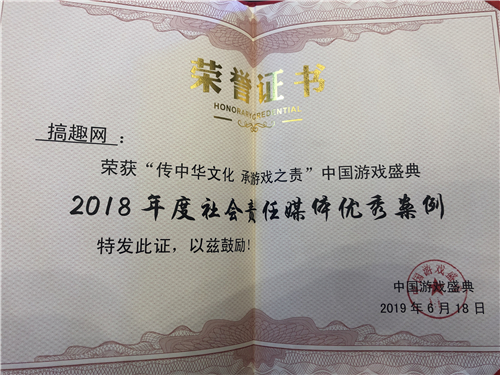 荣誉证书
HONORARY CREDENTIAL
搞趣网：
荣获“传中华文化 承游戏之责”中国游戏盛典
2018年度社会责任媒体优秀案例
特发此证，以兹鼓励！
中国游戏盛典
2019年6月18日